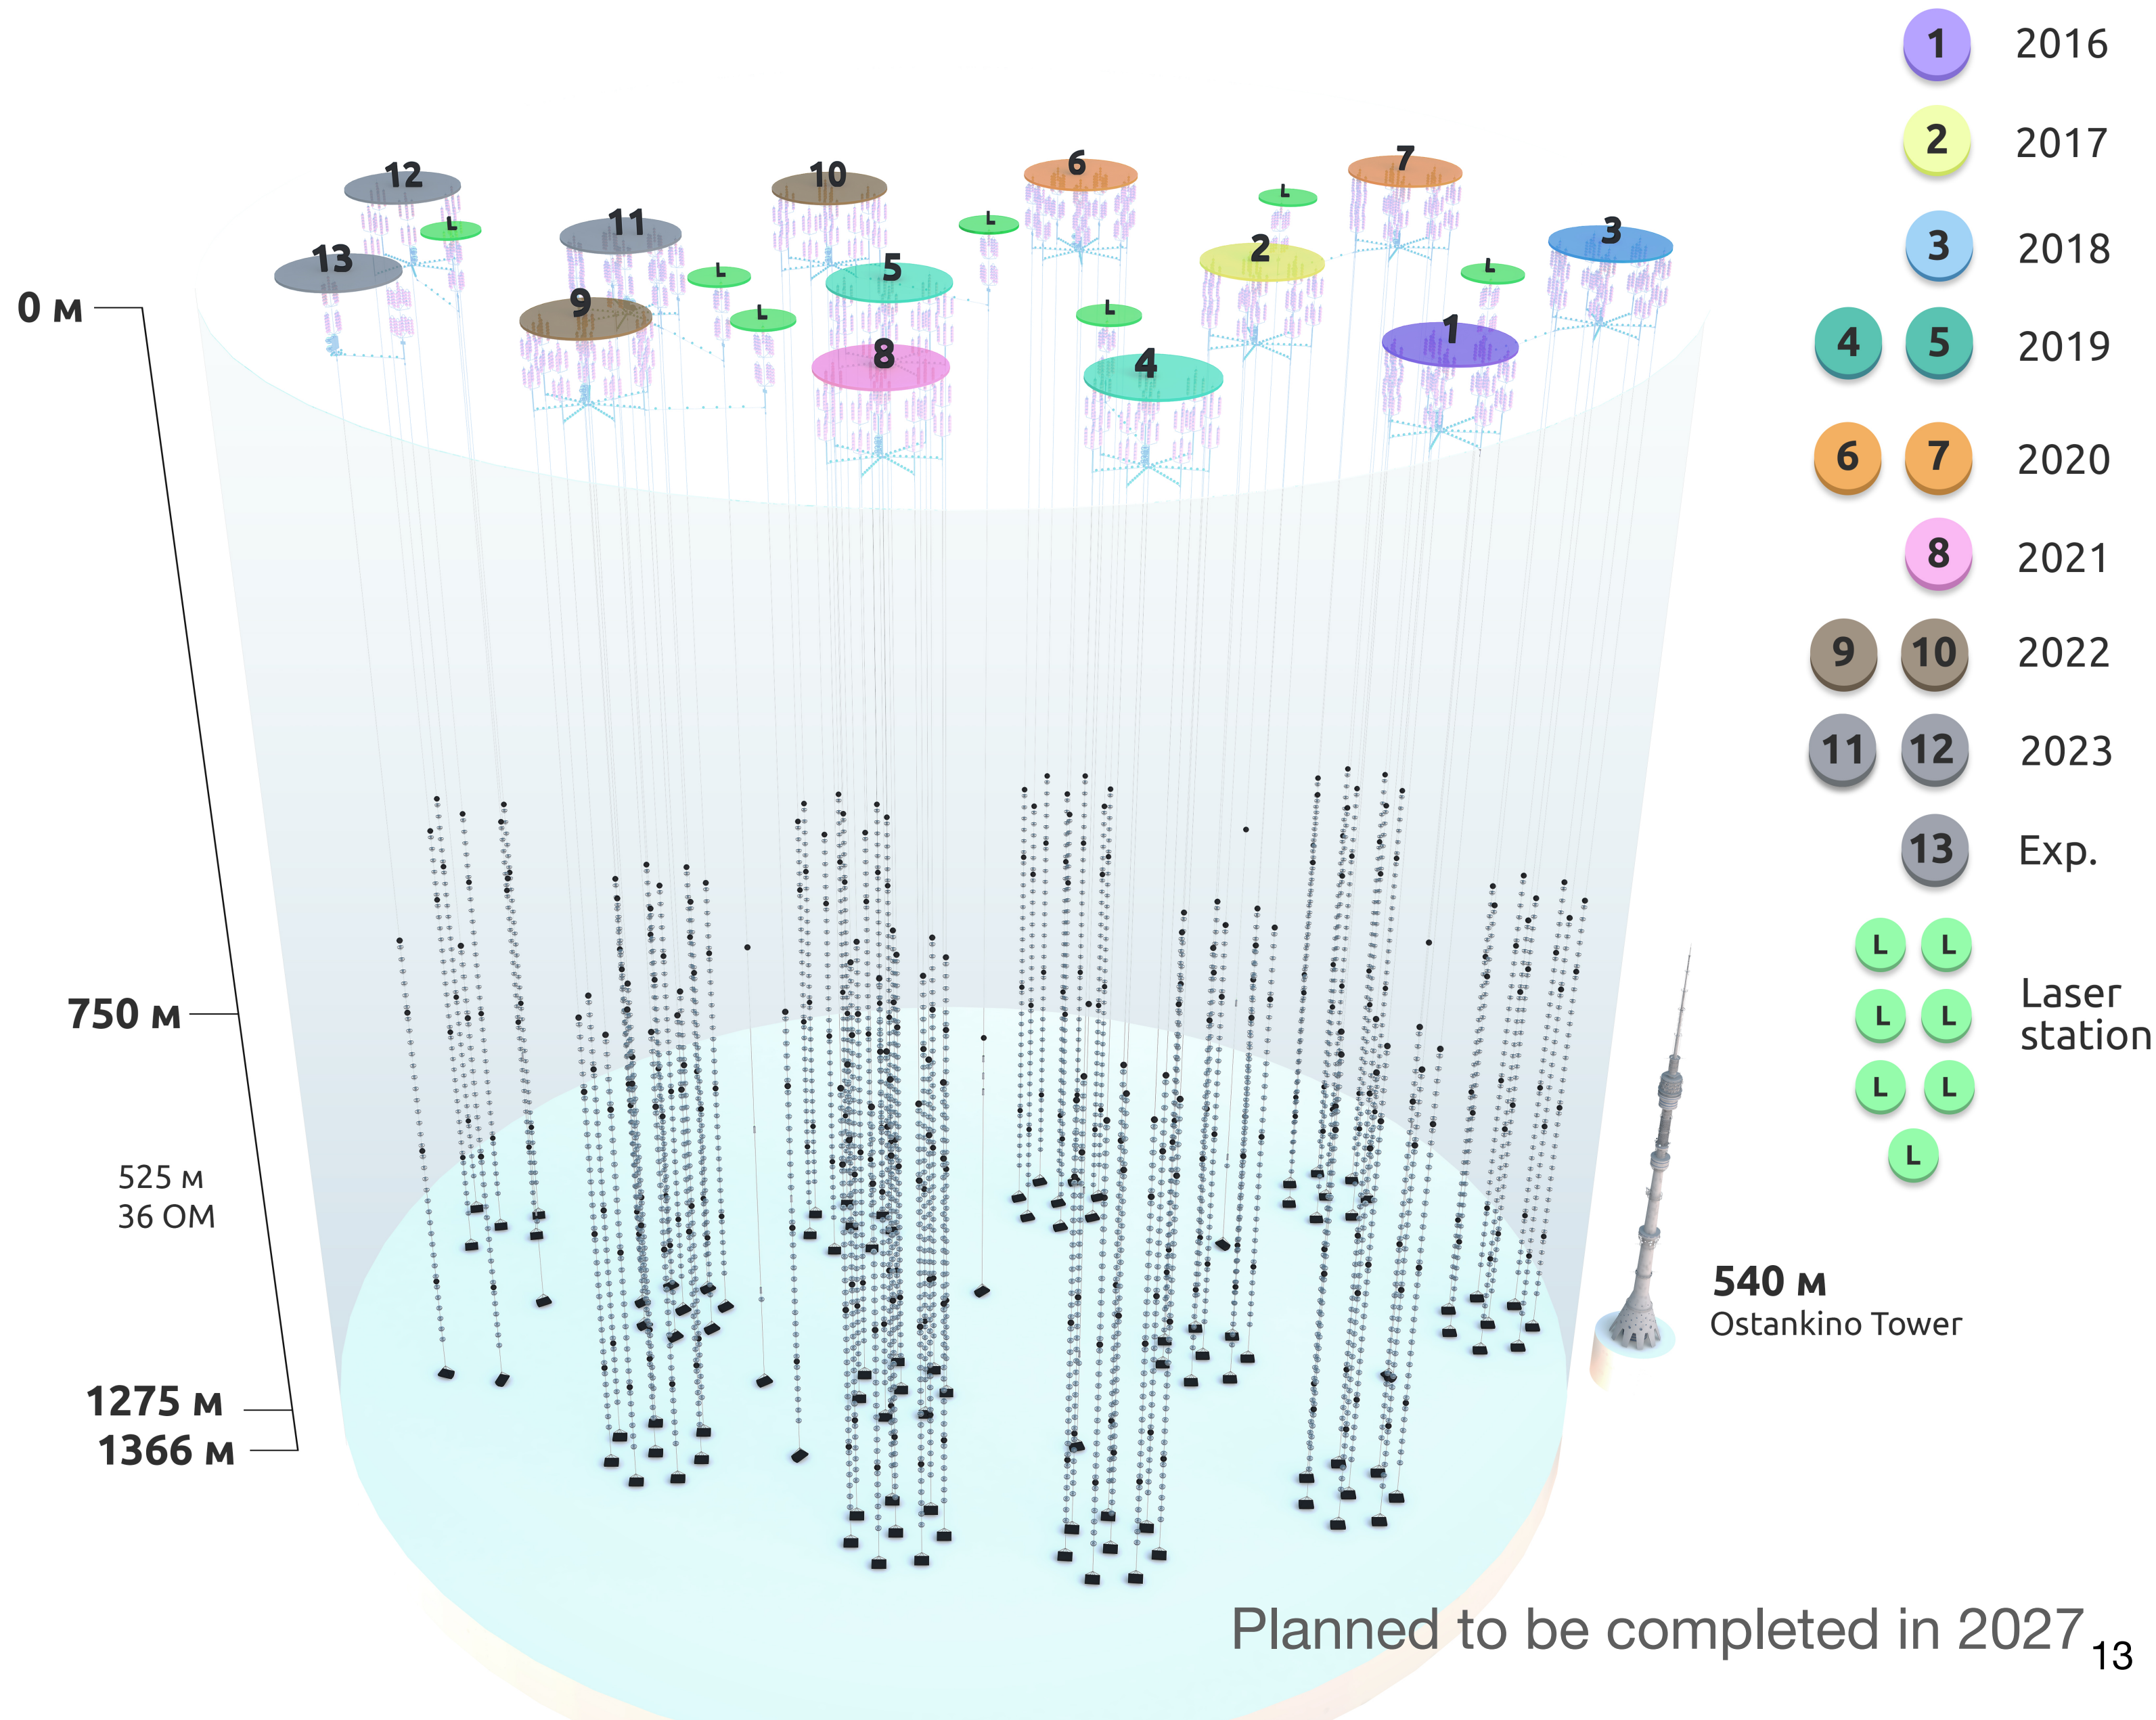 12
10
6
7
L
L
L
11
3
13
2
5
L
L
9
L
L
1
8
4
0 м
750 м
525 м
36 ОМ
1275 м
1366 м
1 2016
2 2017
3 2018
4 5 2019
6 7 2020
8 2021
9 10 2022
11 12 2023
13 Exp.
L L
L L
L L
L
Laser
station
540 м
Ostankino Tower
Planned to be completed in 2027
13